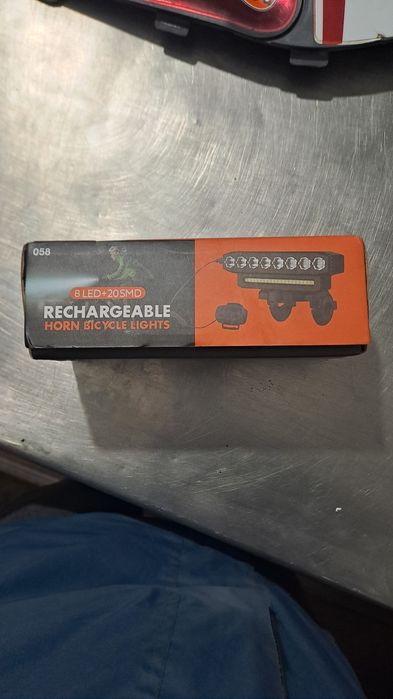 058
8 LED+20SMD
RECHARGEABLE
HORN BICYCLE LIGHTS